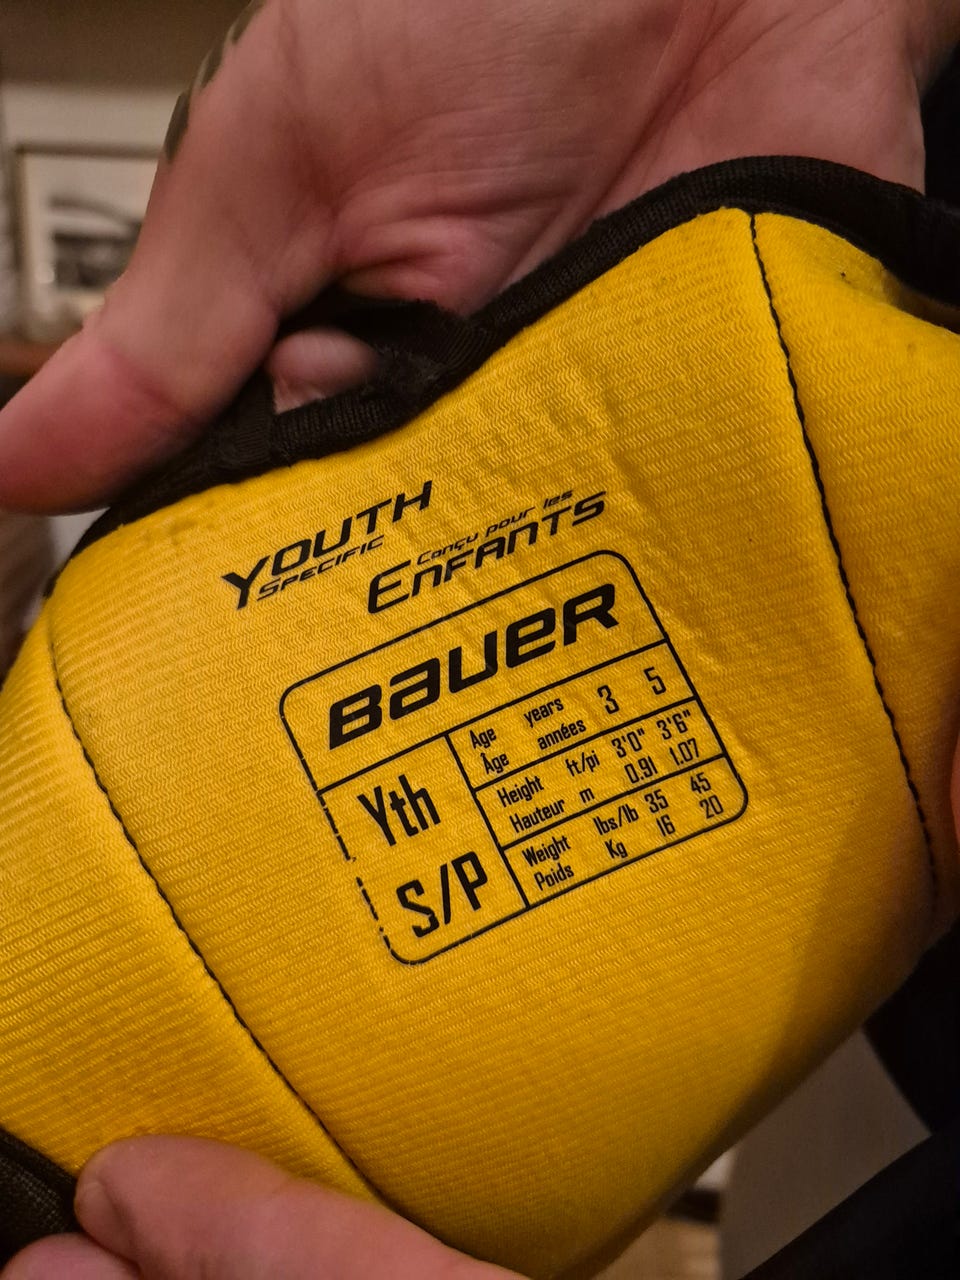 YOUTH
SPECIFIC
Conçu pour les
ENFANTS
BAUER
Yth
S/P
Age years 3 5
Âge années
Height ft/pi 3'0" 3'6"
Hauteur m 0.91 1.07
Weight lbs/lb 35 45
Poids Kg 16 20